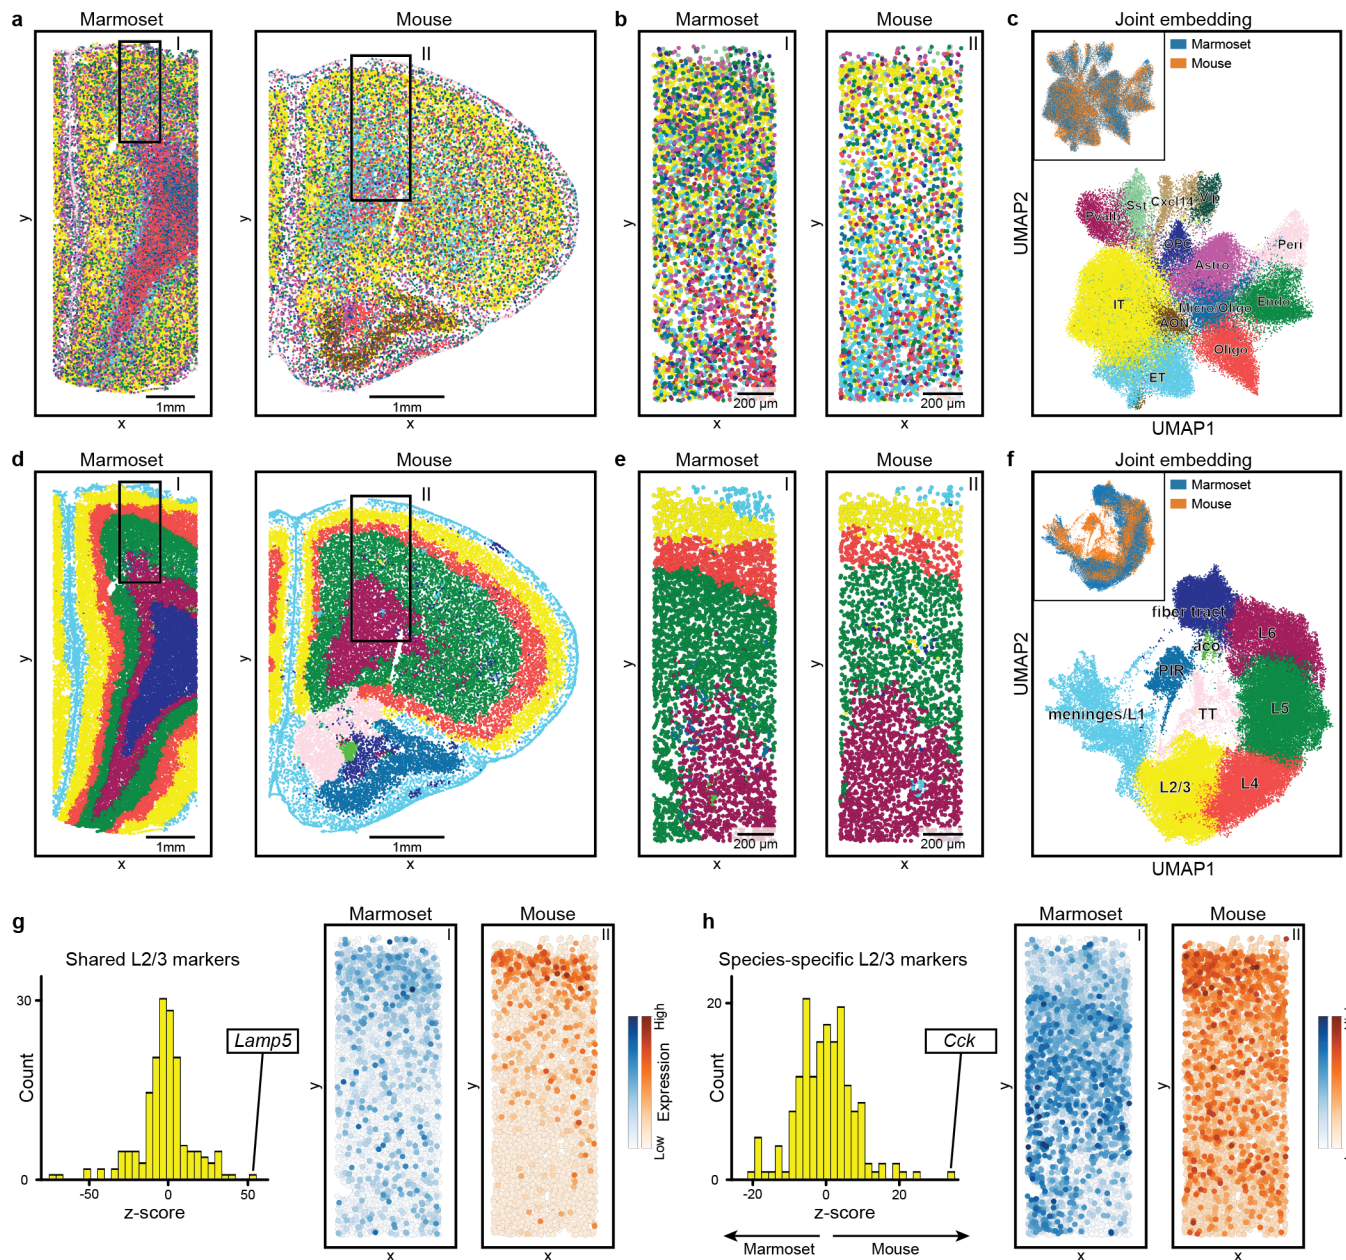 a
Marmoset
I
y
1mm
Mouse
II
y
1mm
x
b
Marmoset
I
y
200 µm
x
Mouse
II
y
200 µm
x
c
Joint embedding
Marmoset
Mouse
Pvalb
Sst
Cxcl14
Vip
OPC
Astro
Peri
IT
Micro/Oligo
Endo
AON
Oligo
ET
UMAP2
UMAP1
d
Marmoset
I
y
1mm
Mouse
II
y
1mm
x
e
Marmoset
I
y
200 µm
x
Mouse
II
y
200 µm
x
f
Joint embedding
Marmoset
Mouse
fiber tract
L6
aco
PIR
meninges/L1
TT
L5
L2/3
L4
UMAP2
UMAP1
g
Shared L2/3 markers
30
Lamp5
Count
0
-50
0
50
z-score
Marmoset
I
y
x
Mouse
II
y
x
High
Expression
Low
h
Species-specific L2/3 markers
20
Cck
Count
0
-20
0
20
z-score
Marmoset
Mouse
Marmoset
I
y
x
Mouse
II
y
x